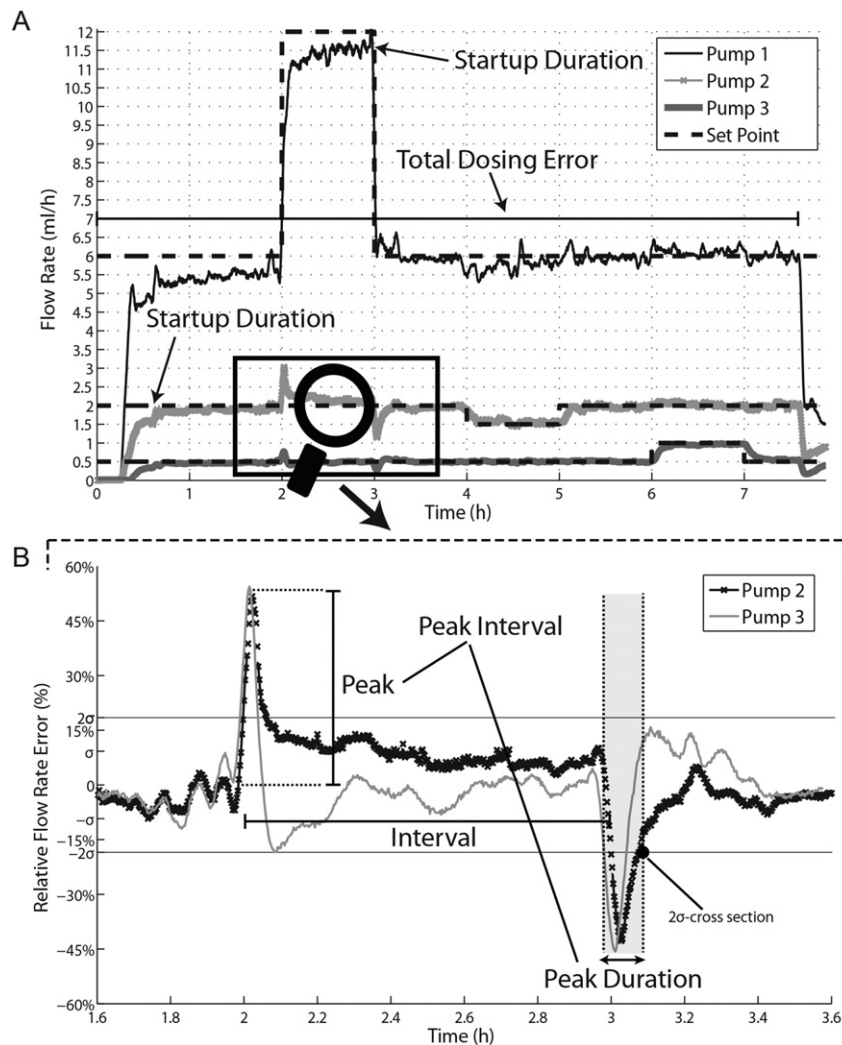 A
12
11.5
11
10.5
10
9.5
9
8.5
8
7.5
7
6.5
6
5.5
5
4.5
4
3.5
3
2.5
2
1.5
1
0.5
0
Flow Rate (ml/h)
Startup Duration
Pump 1
Pump 2
Pump 3
Set Point
Total Dosing Error
Startup Duration
0 1 2 3 4 5 6 7
Time (h)
B
60%
45%
30%
2σ
15%
σ
0
−σ
−15%
−2σ
−30%
−45%
−60%
Relative Flow Rate Error (%)
Pump 2
Pump 3
Peak Interval
Peak
Interval
2σ-cross section
Peak Duration
1.6 1.8 2 2.2 2.4 2.6 2.8 3 3.2 3.4 3.6
Time (h)